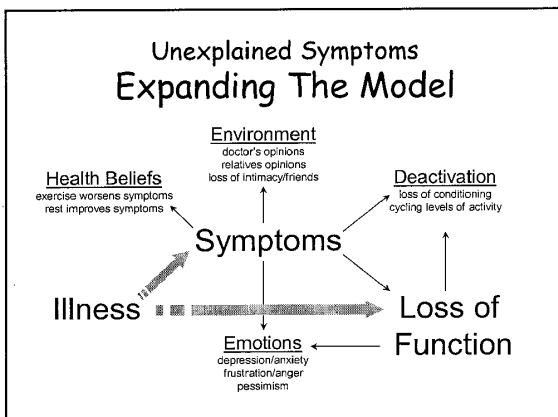 Unexplained Symptoms
Expanding The Model
Environment
doctor's opinions
relatives opinions
loss of intimacy/friends
Health Beliefs
exercise worsens symptoms
rest improves symptoms
Deactivation
loss of conditioning
cycling levels of activity
Symptoms
Illness
Loss of
Function
Emotions
depression/anxiety
frustration/anger
pessimism